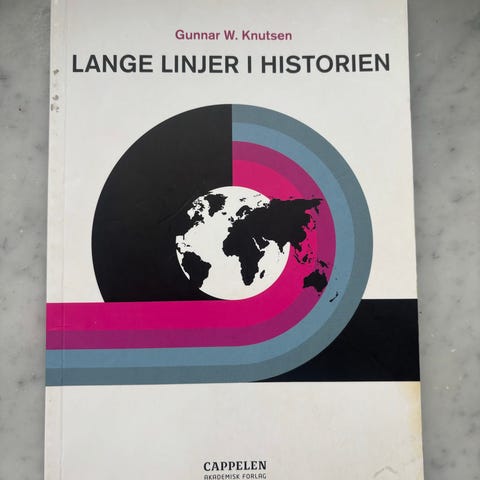 Gunnar W. Knutsen
LANGE LINJER I HISTORIEN
CAPPELEN
AKADEMISK FORLAG